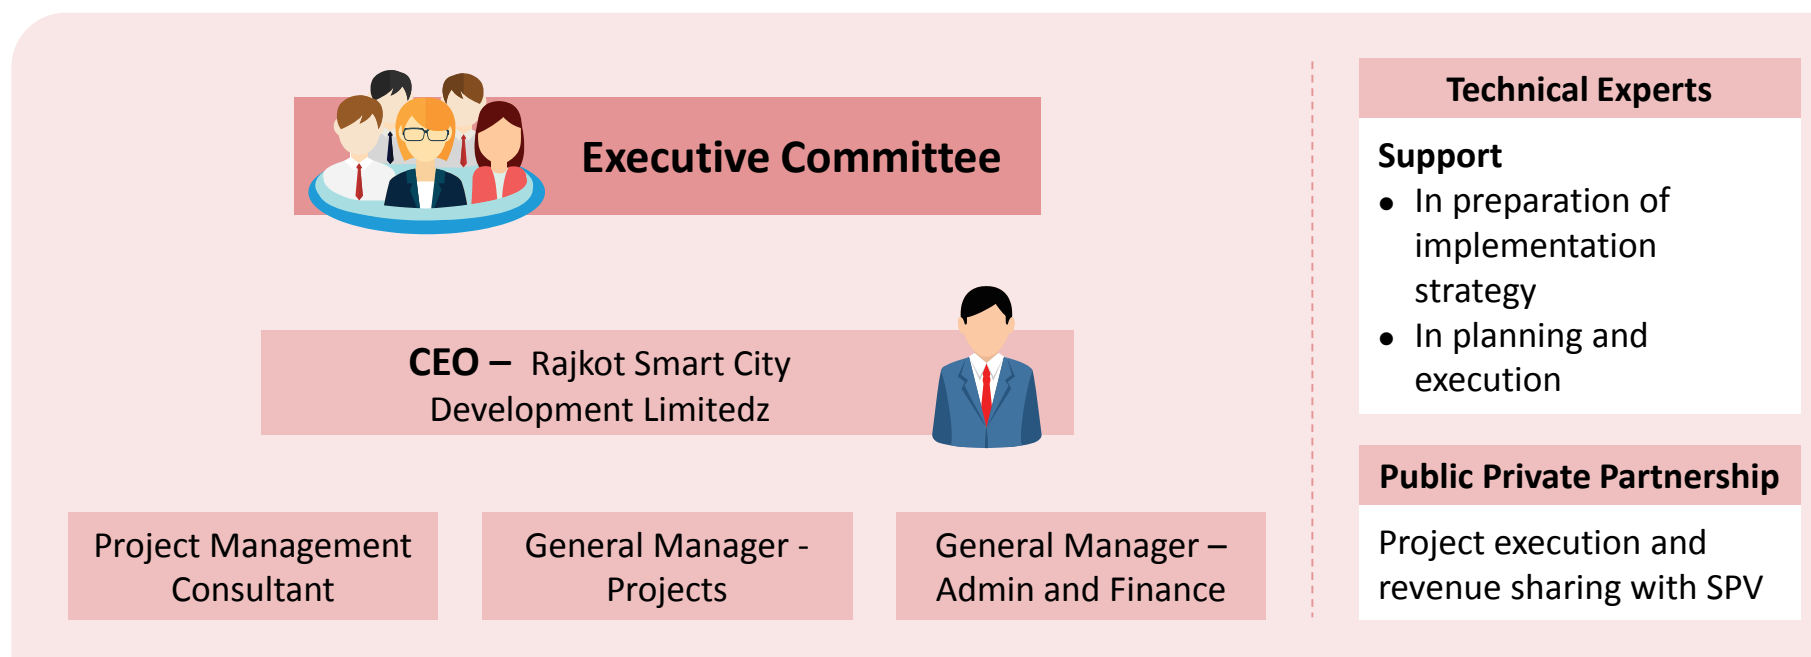 Executive Committee
CEO – Rajkot Smart City
Development Limitedz
Project Management
Consultant
General Manager -
Projects
General Manager –
Admin and Finance
Technical Experts
Support
● In preparation of
implementation
strategy
● In planning and
execution
Public Private Partnership
Project execution and
revenue sharing with SPV